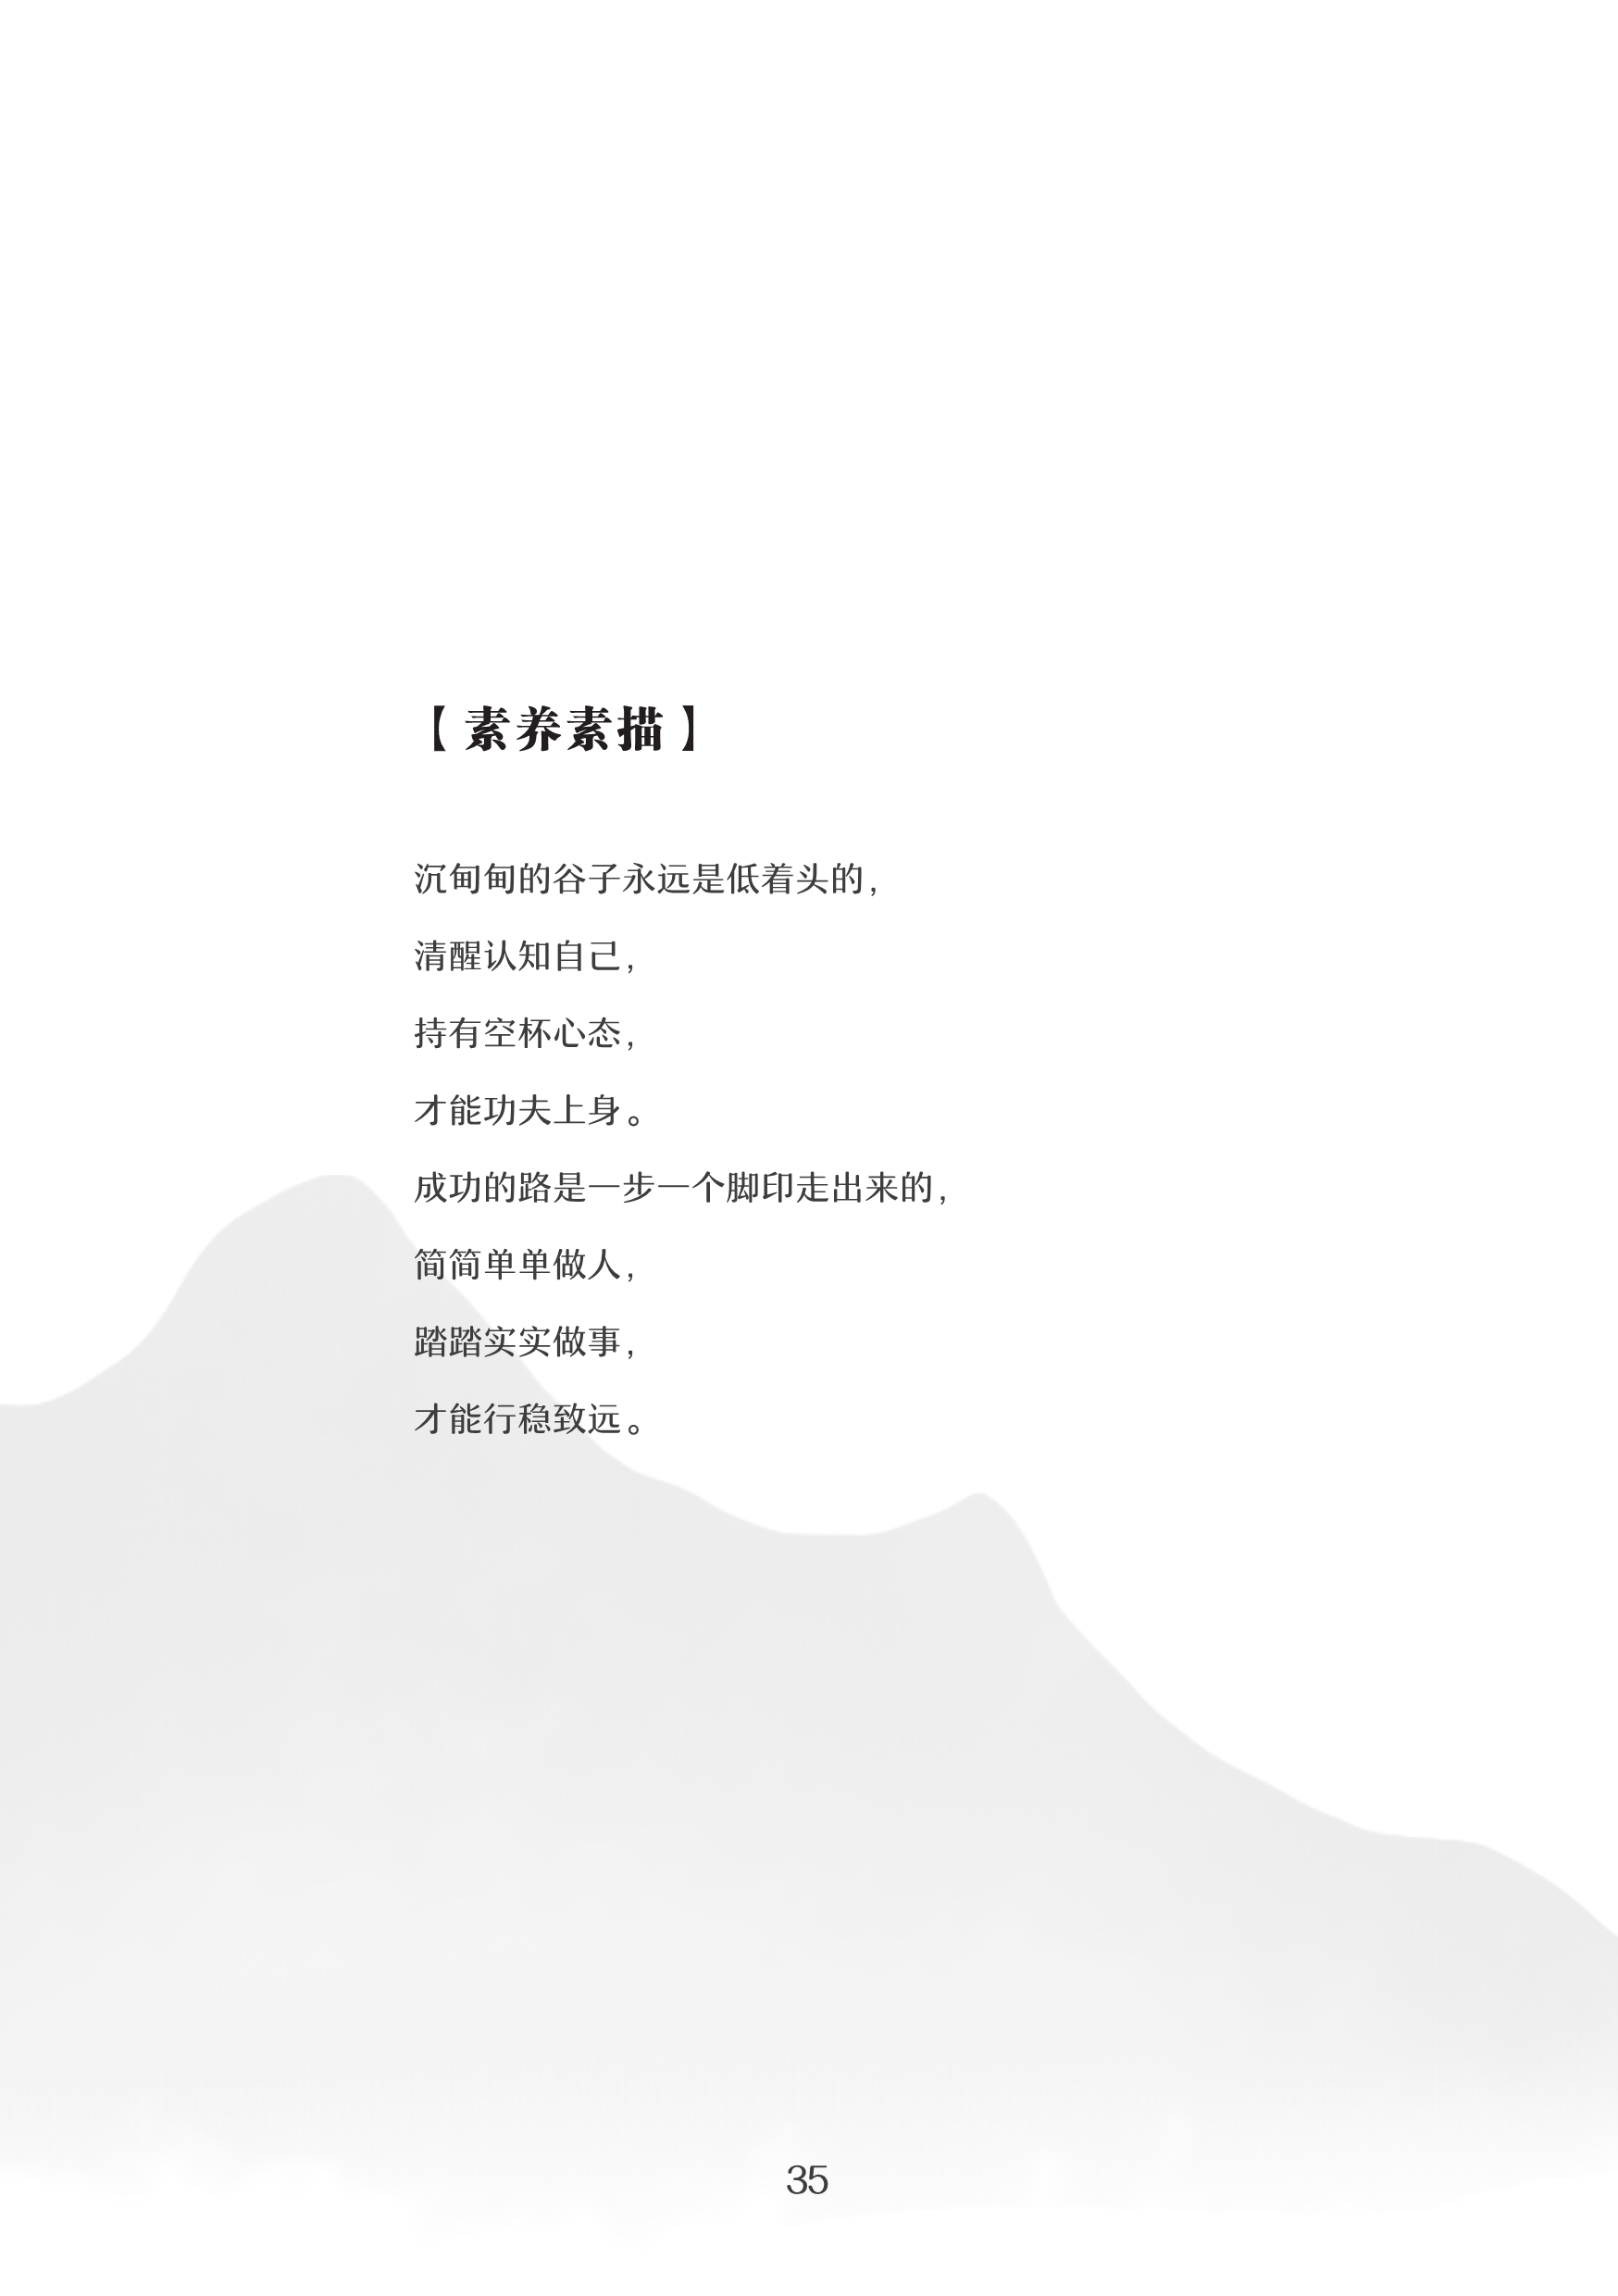 【素养素描】
沉甸甸的谷子永远是低着头的，
清醒认知自己，
持有空杯心态，
才能功夫上身。
成功的路是一步一个脚印走出来的，
简简单单做人，
踏踏实实做事，
才能行稳致远。
35